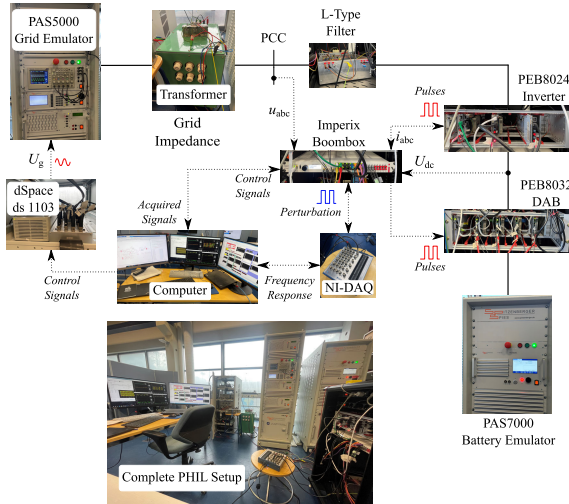 PAS5000
Grid Emulator
L-Type
Filter
PCC
Transformer
Grid
Impedance
u_abc
PEB8024
Inverter
Pulses
Imperix
Boombox
i_abc
U_g
U_dc
dSpace
ds 1103
Acquired
Signals
Control
Signals
Perturbation
PEB8032
DAB
Pulses
Control
Signals
Computer
Frequency
Response
NI-DAQ
PAS7000
Battery Emulator
Complete PHIL Setup